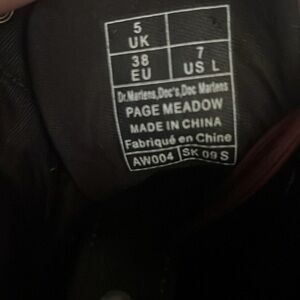 5
UK
38
EU
7
US L
Dr.Martens,Doc's,Doc Martens
PAGE MEADOW
MADE IN CHINA
Fabriqué en Chine
AW004 SK 09 S